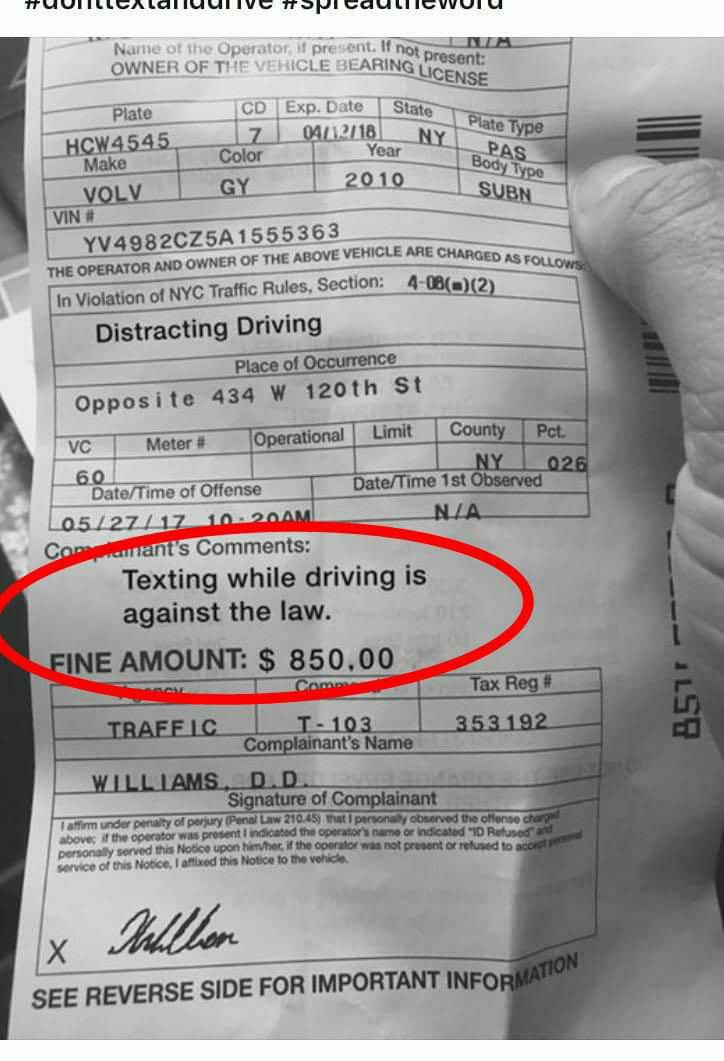 #donttextanddrive #spreadtheword
N/A
Name of the Operator, if present. If not present:
OWNER OF THE VEHICLE BEARING LICENSE
Plate CD Exp. Date State Plate Type
HCW4545 7 04/12/18 NY PAS
Make Color Year Body Type
VOLV GY 2010 SUBN
VIN #
YV4982CZ5A1555363
THE OPERATOR AND OWNER OF THE ABOVE VEHICLE ARE CHARGED AS FOLLOWS:
In Violation of NYC Traffic Rules, Section: 4-08(m)(2)
Distracting Driving
Place of Occurrence
Opposite 434 W 120th St
VC Meter # Operational Limit County Pct.
60 NY 026
Date/Time of Offense Date/Time 1st Observed
05/27/17 10:20AM N/A
Complainant's Comments:
Texting while driving is
against the law.
FINE AMOUNT: $ 850.00
Agency Tax Reg #
TRAFFIC T-103 353192
Complainant's Name
WILLIAMS, D.D.
Signature of Complainant
I affirm under penalty of perjury (Penal Law 210.45) that I personally observed the offense charged
above; if the operator was present I indicated the operator's name or indicated "ID Refused" and
personally served this Notice upon him/her, if the operator was not present or refused to accept personal
service of this Notice, I affixed this Notice to the vehicle.
X
SEE REVERSE SIDE FOR IMPORTANT INFORMATION